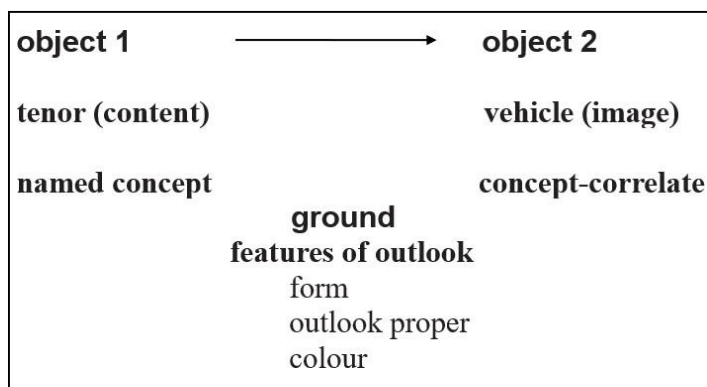 object 1 object 2
tenor (content) vehicle (image)
named concept concept-correlate
ground
features of outlook
form
outlook proper
colour